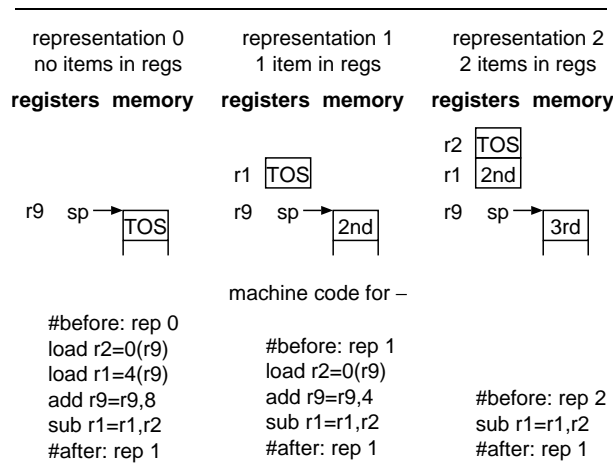 representation 0
no items in regs
registers memory
r9 sp TOS
representation 1
1 item in regs
registers memory
r1 TOS
r9 sp 2nd
representation 2
2 items in regs
registers memory
r2 TOS
r1 2nd
r9 sp 3rd
machine code for −
#before: rep 0
load r2=0(r9)
load r1=4(r9)
add r9=r9,8
sub r1=r1,r2
#after: rep 1
#before: rep 1
load r2=0(r9)
add r9=r9,4
sub r1=r1,r2
#after: rep 1
#before: rep 2
sub r1=r1,r2
#after: rep 1